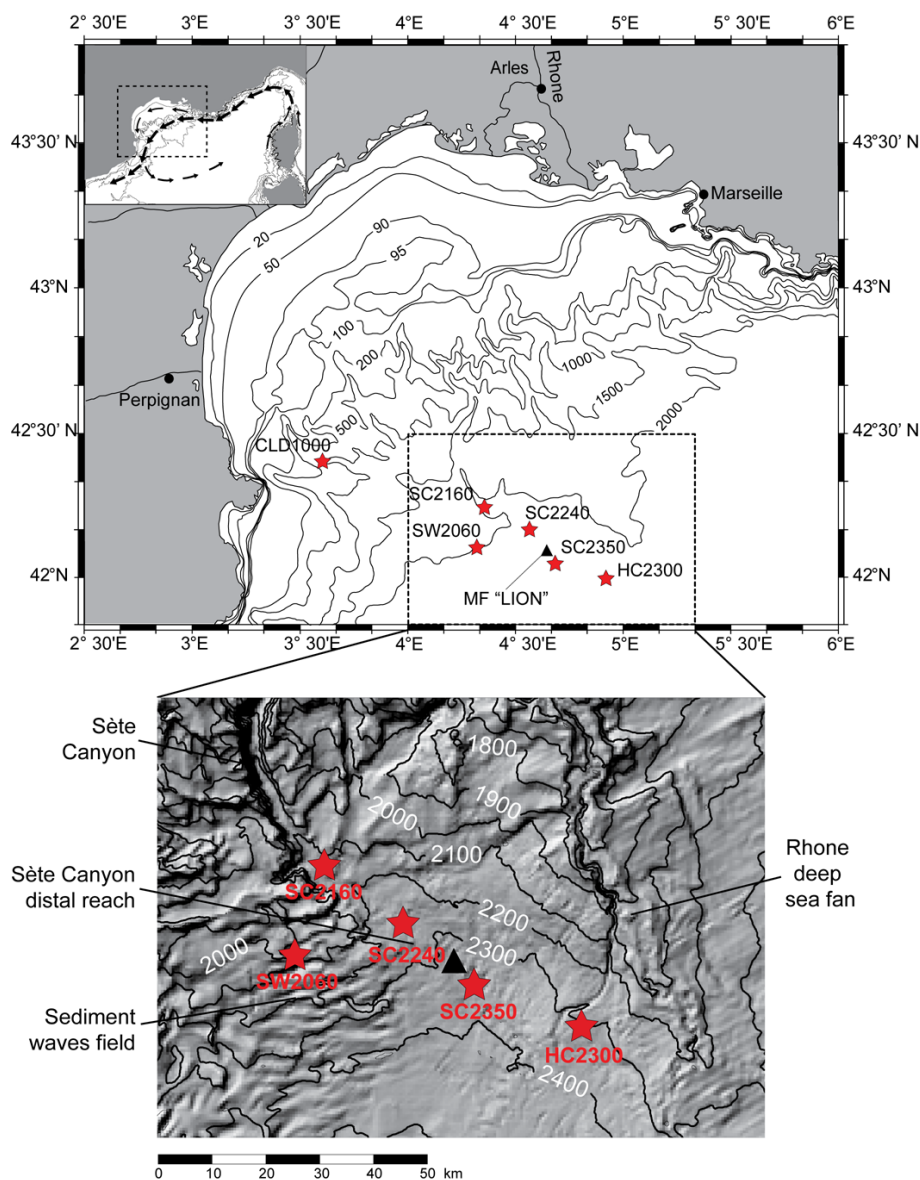 2° 30’
3°E
3° 30’
4°E
4° 30’
5°E
5° 30’
6°E
Arles
Rhone
43°30’ N
Marseille
20
50
90
95
43°N
100
200
1000
1500
2000
Perpignan
500
42°30’ N
CLD1000
SC2160
SC2240
SW2060
SC2350
HC2300
42°N
MF “LION”
2° 30’
3°E
3° 30’
4°E
4° 30’
5°E
5° 30’
6°E
Sète
Canyon
1800
1900
2000
2100
Sète Canyon
distal reach
SC2160
Rhone
deep
sea fan
2200
SC2240
2300
2000
SW2060
SC2350
Sediment
waves field
HC2300
2400
0 10 20 30 40 50 km
43°30’ N
43°N
42°30’ N
42°N